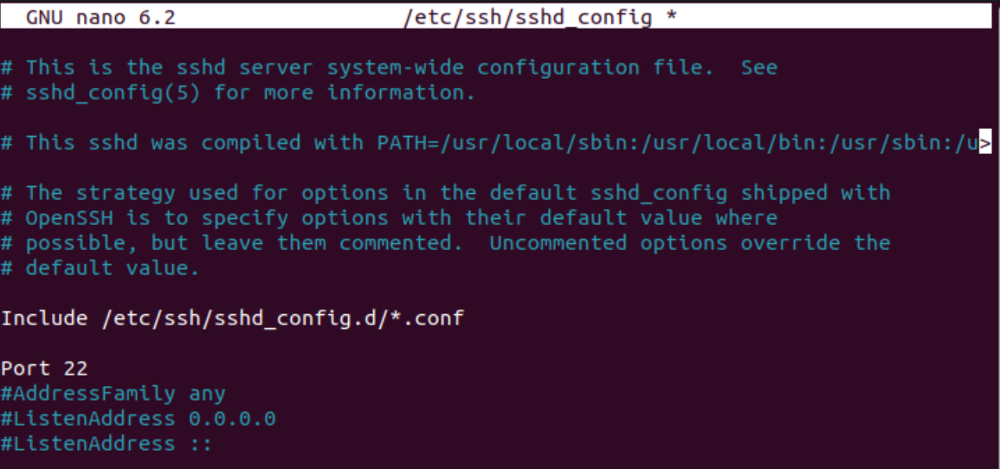 GNU nano 6.2 /etc/ssh/sshd_config *
# This is the sshd server system-wide configuration file.  See
# sshd_config(5) for more information.
# This sshd was compiled with PATH=/usr/local/sbin:/usr/local/bin:/usr/sbin:/u>
# The strategy used for options in the default sshd_config shipped with
# OpenSSH is to specify options with their default value where
# possible, but leave them commented.  Uncommented options override the
# default value.
Include /etc/ssh/sshd_config.d/*.conf
Port 22
#AddressFamily any
#ListenAddress 0.0.0.0
#ListenAddress ::